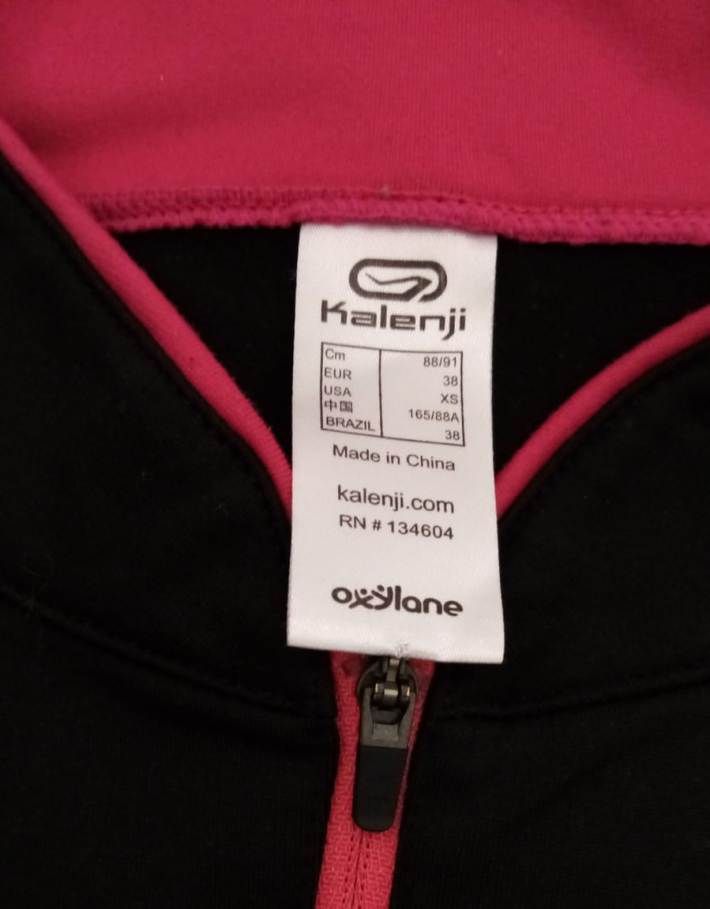 Kalenji
Cm 88/91
EUR 38
USA XS
中国 165/88A
BRAZIL 38
Made in China
kalenji.com
RN # 134604
oxylane